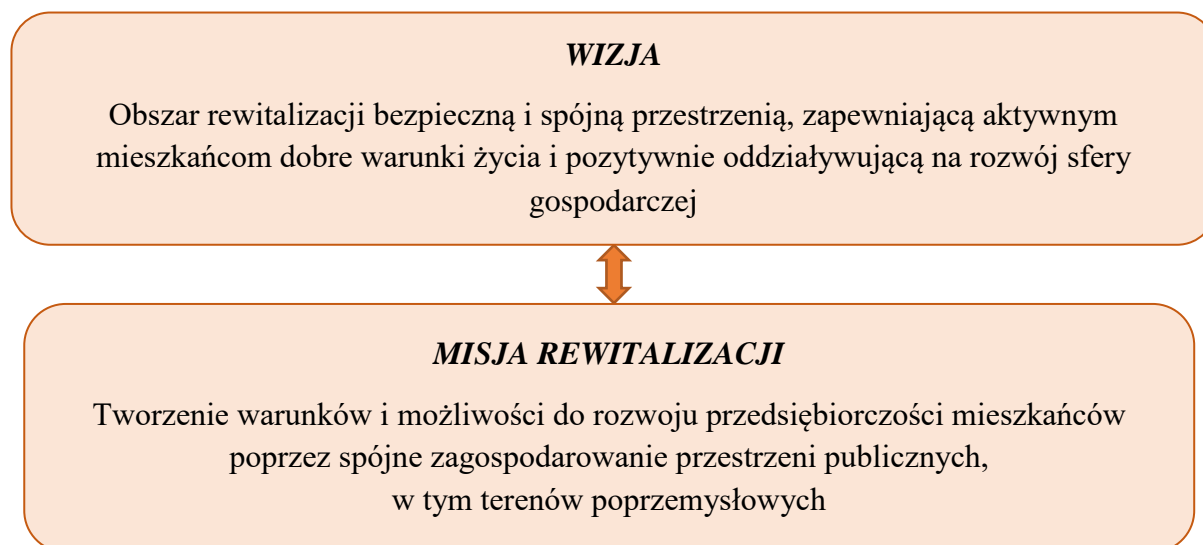 WIZJA
Obszar rewitalizacji bezpieczną i spójną przestrzenią, zapewniającą aktywnym
mieszkańcom dobre warunki życia i pozytywnie oddziaływującą na rozwój sfery
gospodarczej
MISJA REWITALIZACJI
Tworzenie warunków i możliwości do rozwoju przedsiębiorczości mieszkańców
poprzez spójne zagospodarowanie przestrzeni publicznych,
w tym terenów poprzemysłowych